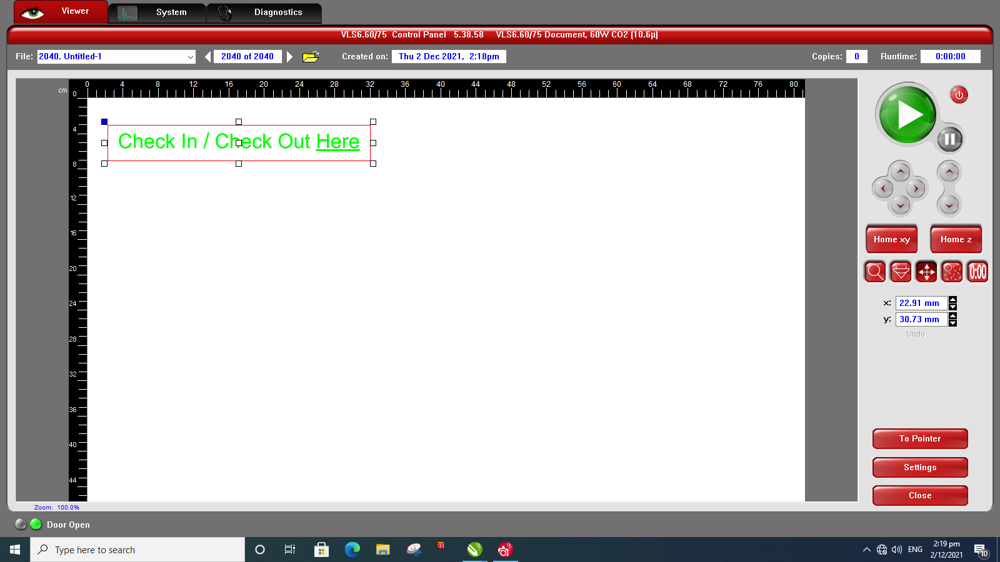 Viewer System Diagnostics
VLS6.60/75 Control Panel 5.38.58 VLS6.60/75 Document, 60W CO2 (10.6µ)
File: 2040. Untitled-1 2040 of 2040 Created on: Thu 2 Dec 2021, 2:18pm Copies: 0 Runtime: 0:00:00
0 4 8 12 16 20 24 28 32 36 40 44 48 52 56 60 64 68 72 76 80
cm
0
4
8
12
16
20
24
28
32
36
40
44
Check In / Check Out Here
Home xy Home z
0:00
x: 22.91 mm
y: 30.73 mm
Undo
To Pointer
Settings
Close
Zoom: 100.0%
Door Open
Type here to search
ENG
2:19 pm
2/12/2021
10